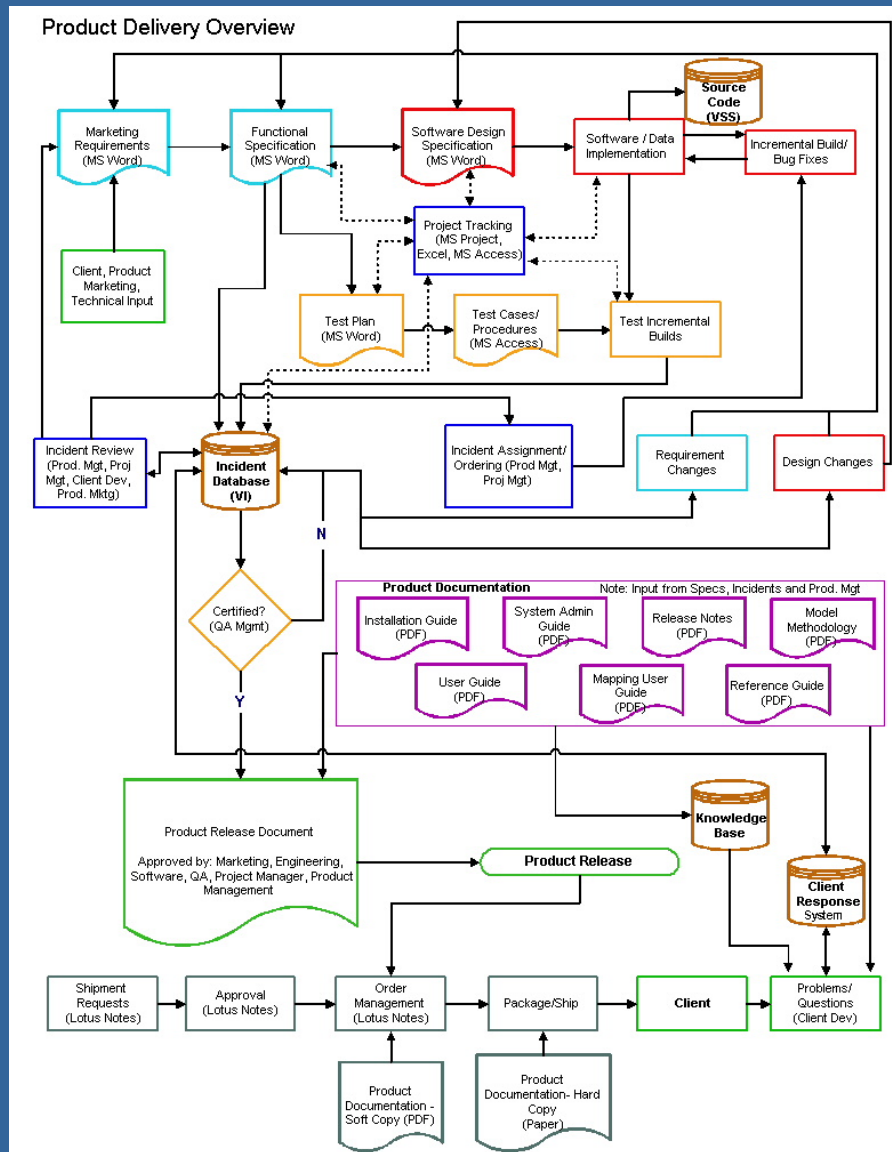 Product Delivery Overview
Source
Code
(VSS)
Marketing
Requirements
(MS Word)
Functional
Specification
(MS Word)
Software Design
Specification
(MS Word)
Software / Data
Implementation
Incremental Build/
Bug Fixes
Project Tracking
(MS Project,
Excel, MS Access)
Client, Product
Marketing,
Technical Input
Test Plan
(MS Word)
Test Cases/
Procedures
(MS Access)
Test Incremental
Builds
Incident Review
(Prod. Mgt, Proj
Mgt, Client Dev,
Prod. Mktg)
Incident
Database
(VI)
Incident Assignment/
Ordering (Prod Mgt,
Proj Mgt)
Requirement
Changes
Design Changes
N
Certified?
(QA Mgmt)
Y
Product Documentation
Note: Input from Specs, Incidents and Prod. Mgt
Installation Guide
(PDF)
System Admin
Guide
(PDF)
Release Notes
(PDF)
Model
Methodology
(PDF)
User Guide
(PDF)
Mapping User
Guide
(PDF)
Reference Guide
(PDF)
Product Release Document
Approved by: Marketing, Engineering,
Software, QA, Project Manager, Product
Management
Product Release
Knowledge
Base
Client
Response
System
Shipment
Requests
(Lotus Notes)
Approval
(Lotus Notes)
Order
Management
(Lotus Notes)
Package/Ship
Client
Problems/
Questions
(Client Dev)
Product
Documentation -
Soft Copy (PDF)
Product
Documentation- Hard
Copy
(Paper)